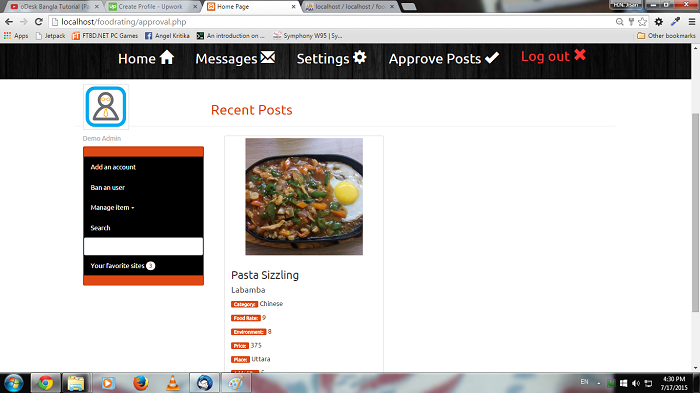 oDesk Bangla Tutorial (Pa
Create Profile - Upwork
Home Page
localhost / localhost / foo
localhost/foodrating/approval.php
Apps
Jetpack
FTBD.NET PC Games
Angel Kritika
An introduction on ...
Symphony W95 | Sy...
Other bookmarks
Home
Messages
Settings
Approve Posts
Log out
Demo Admin
Recent Posts
Add an account
Ban an user
Manage item
Search
Your favorite sites 3
Pasta Sizzling
Labamba
Category: Chinese
Food Rate: 9
Environment: 8
Price: 375
Place: Uttara
EN
4:30 PM
7/17/2015